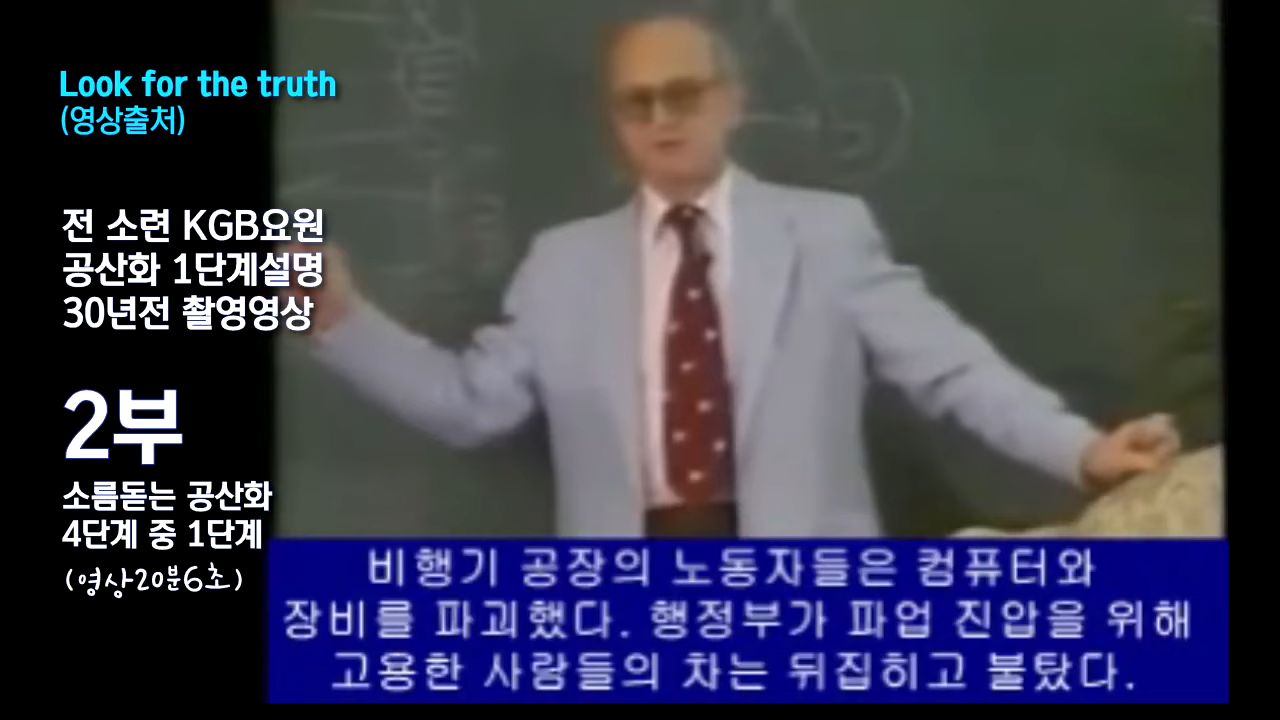 Look for the truth
(영상출처)
전 소련 KGB요원
공산화 1단계설명
30년전 촬영영상
2부
소름돋는 공산화
4단계 중 1단계
(영상20분6초)
비행기 공장의 노동자들은 컴퓨터와
장비를 파괴했다. 행정부가 파업 진압을 위해
고용한 사람들의 차는 뒤집히고 불탔다.